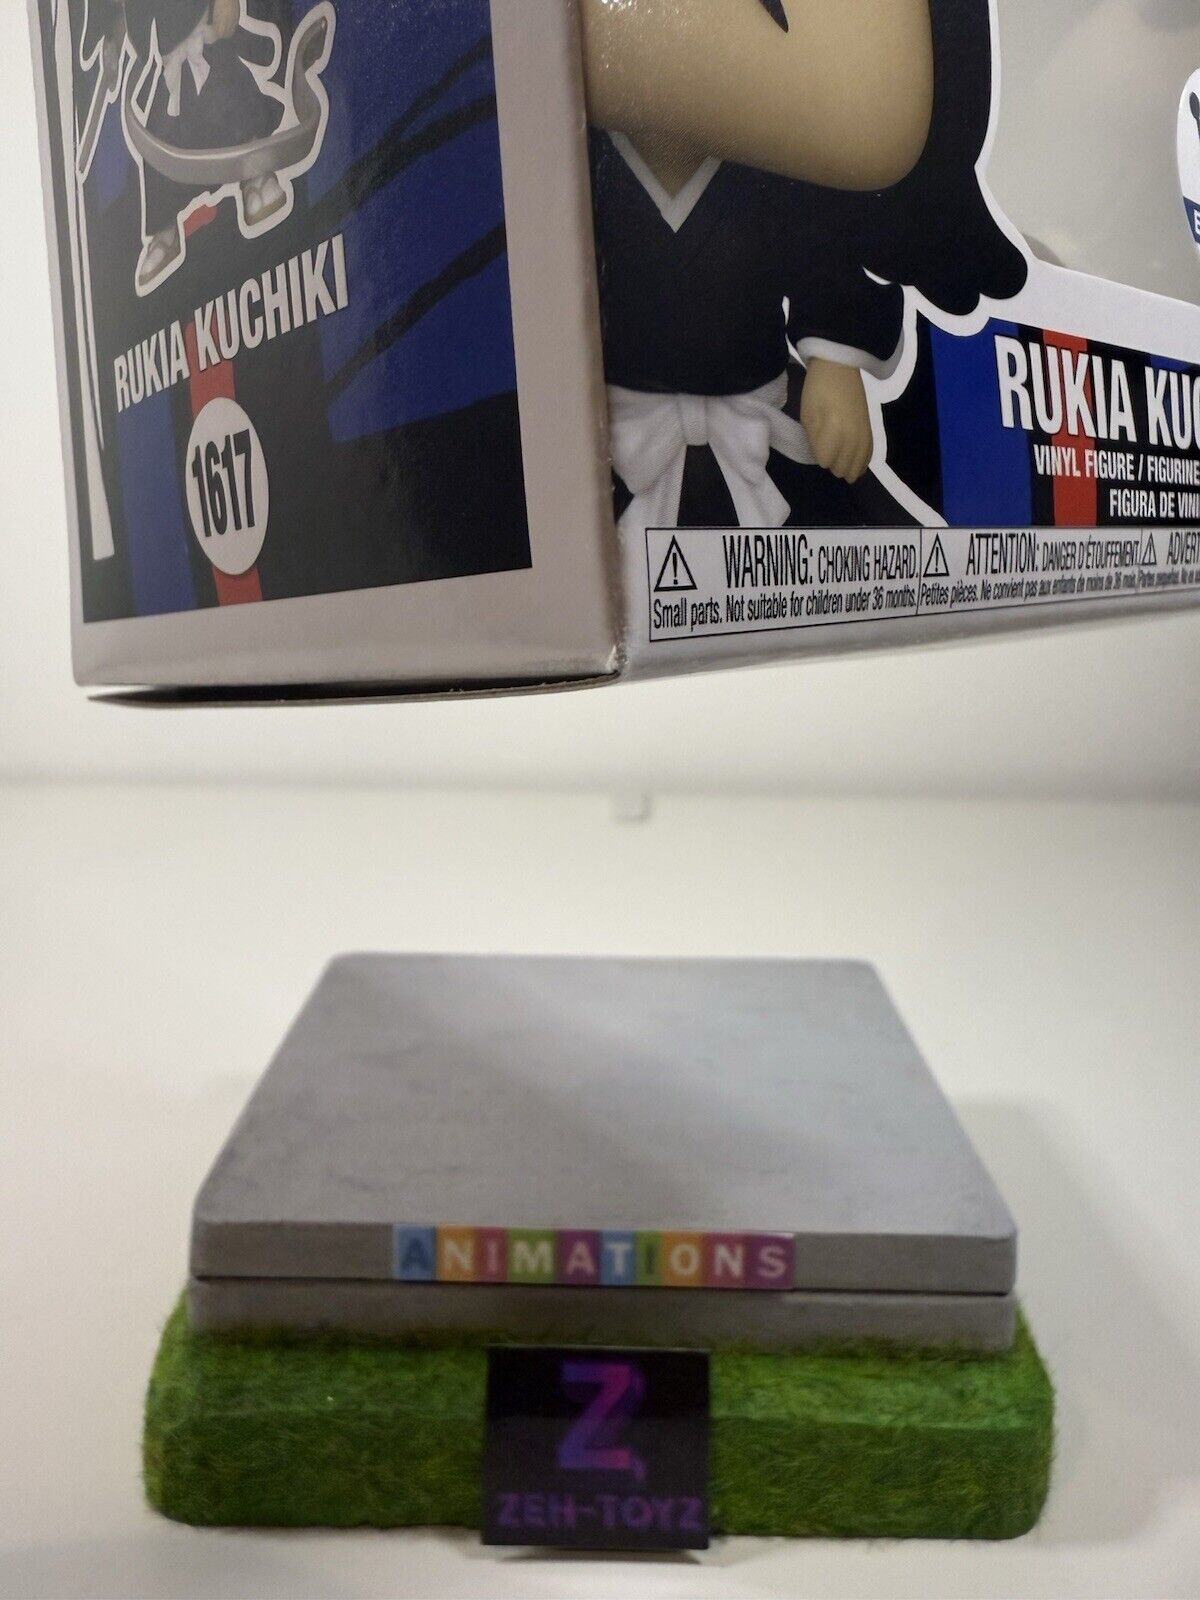 RUKIA KUCHIKI
1617
RUKIA KU
VINYL FIGURE / FIGURINE
FIGURA DE VINI
WARNING: CHOKING HAZARD.
Small parts. Not suitable for children under 36 months.
ATTENTION: DANGER D'ÉTOUFFEMENT
Petites pièces. Ne convient pas aux enfants de moins de 36 mois.
ADVERT
ANIMATIONS
Z
ZEH-TOYZ